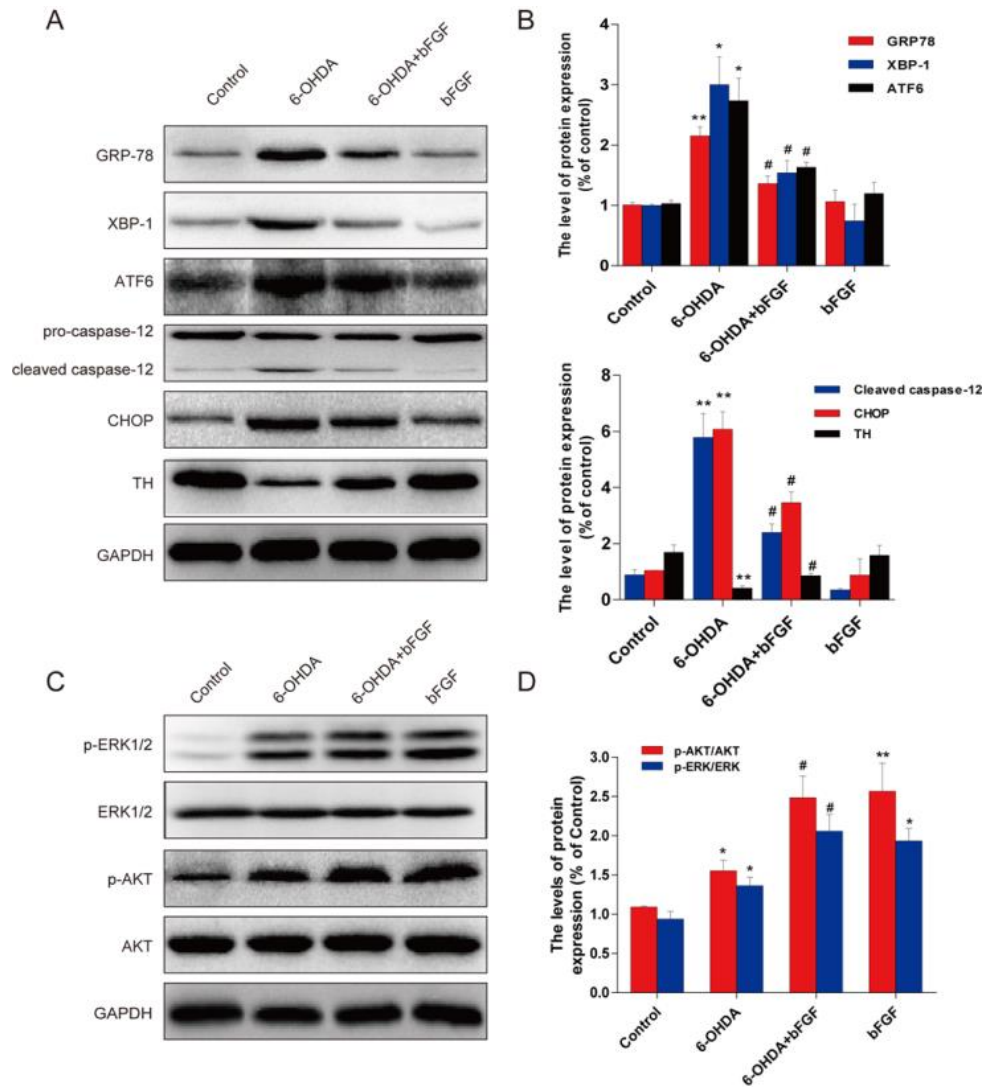 A
Control
6-OHDA
6-OHDA+bFGF
bFGF
GRP-78
XBP-1
ATF6
pro-caspase-12
cleaved caspase-12
CHOP
TH
GAPDH
B
The level of protein expression
(% of control)
4
3
2
1
0
GRP78
XBP-1
ATF6
*
*
**
# # #
Control
6-OHDA
6-OHDA+bFGF
bFGF
The level of protein expression
(% of control)
8
6
4
2
0
Cleaved caspase-12
CHOP
TH
** **
**
#
#
#
Control
6-OHDA
6-OHDA+bFGF
bFGF
C
Control
6-OHDA
6-OHDA+bFGF
bFGF
p-ERK1/2
ERK1/2
p-AKT
AKT
GAPDH
D
The levels of protein
expression (% of Control)
3.0
2.5
2.0
1.5
1.0
0.5
0.0
p-AKT/AKT
p-ERK/ERK
*
*
#
#
**
*
Control
6-OHDA
6-OHDA+bFGF
bFGF